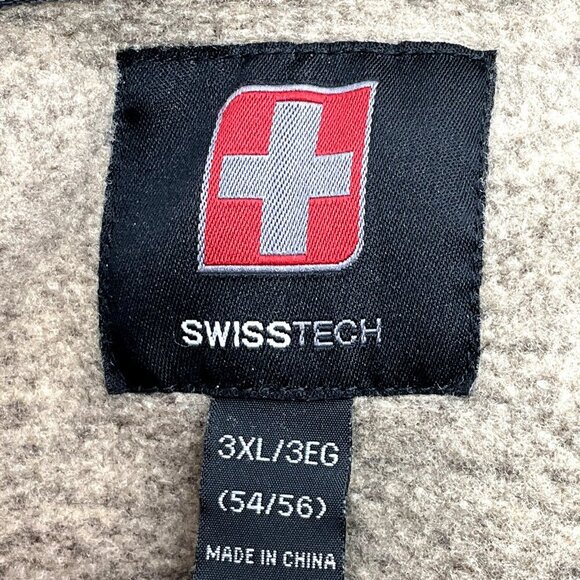 SWISSTECH
3XL/3EG
(54/56)
MADE IN CHINA